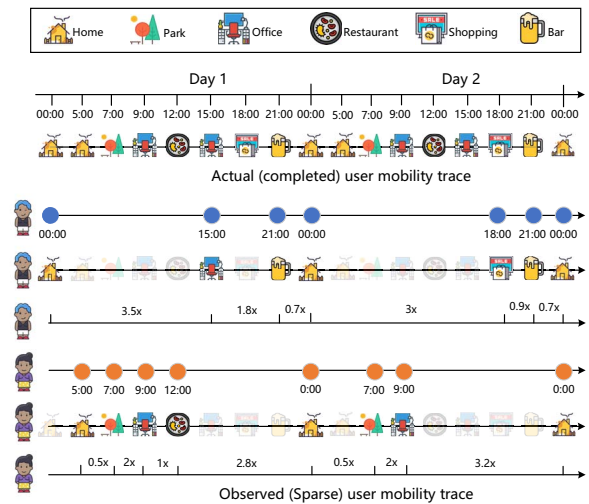 Home Park Office Restaurant Shopping Bar
SALE
Day 1 Day 2
00:00 5:00 7:00 9:00 12:00 15:00 18:00 21:00 00:00 5:00 7:00 9:00 12:00 15:00 18:00 21:00 00:00
Actual (completed) user mobility trace
00:00 15:00 21:00 00:00 18:00 21:00 00:00
3.5x 1.8x 0.7x 3x 0.9x 0.7x
5:00 7:00 9:00 12:00 0:00 7:00 9:00 0:00
0.5x 2x 1x 2.8x 0.5x 2x 3.2x
Observed (Sparse) user mobility trace